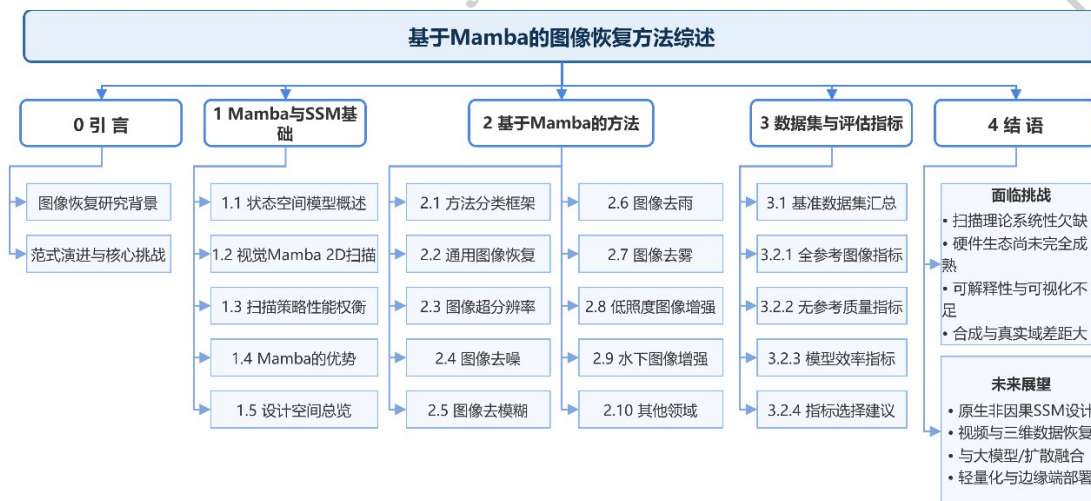 基于Mamba的图像恢复方法综述
0 引 言
图像恢复研究背景
范式演进与核心挑战
1 Mamba与SSM基
础
1.1 状态空间模型概述
1.2 视觉Mamba 2D扫描
1.3 扫描策略性能权衡
1.4 Mamba的优势
1.5 设计空间总览
2 基于Mamba的方法
2.1 方法分类框架
2.2 通用图像恢复
2.3 图像超分辨率
2.4 图像去噪
2.5 图像去模糊
2.6 图像去雨
2.7 图像去雾
2.8 低照度图像增强
2.9 水下图像增强
2.10 其他领域
3 数据集与评估指标
3.1 基准数据集汇总
3.2.1 全参考图像指标
3.2.2 无参考质量指标
3.2.3 模型效率指标
3.2.4 指标选择建议
4 结 语
面临挑战
• 扫描理论系统性欠缺
• 硬件生态尚未完全成
熟
• 可解释性与可视化不
足
• 合成与真实域差距大
未来展望
• 原生非因果SSM设计
• 视频与三维数据恢复
• 与大模型/扩散融合
• 轻量化与边缘端部署